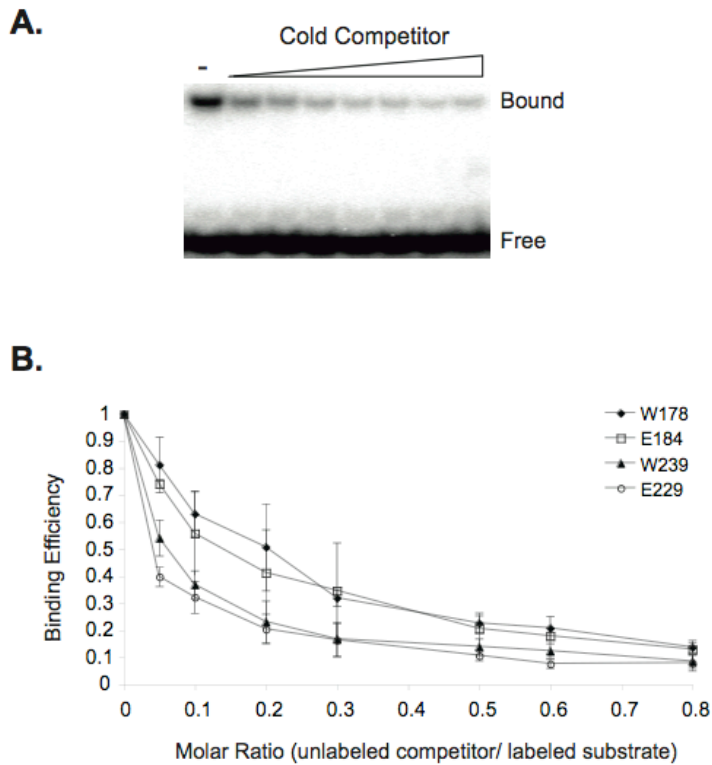 A.
Cold Competitor
-
Bound
Free
B.
Binding Efficiency
1
0.9
0.8
0.7
0.6
0.5
0.4
0.3
0.2
0.1
0
W178
E184
W239
E229
0 0.1 0.2 0.3 0.4 0.5 0.6 0.7 0.8
Molar Ratio (unlabeled competitor/ labeled substrate)